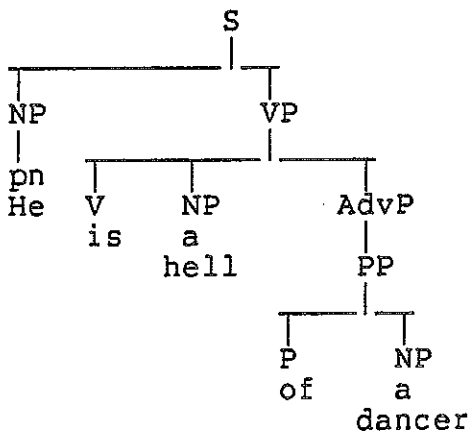 S
NP VP
pn
He V NP AdvP
is a
hell PP
P NP
of a
dancer